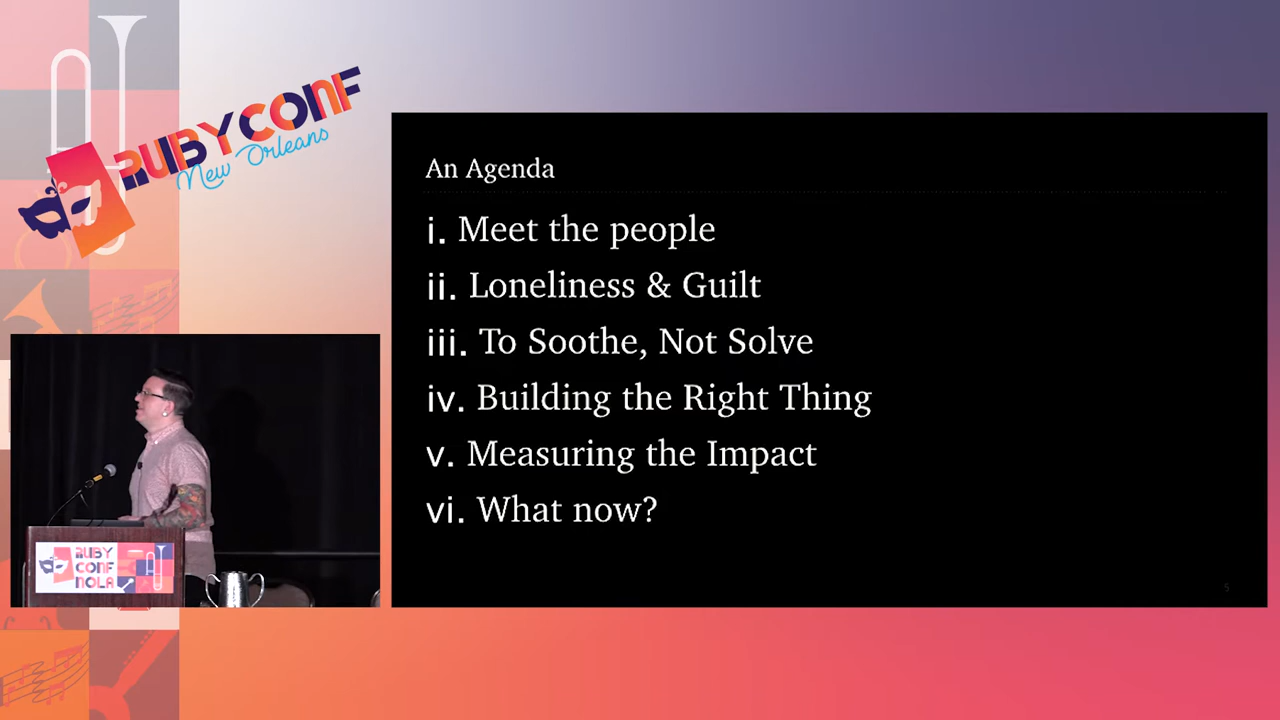 RUBYCONF
New Orleans
An Agenda
i. Meet the people
ii. Loneliness & Guilt
iii. To Soothe, Not Solve
iv. Building the Right Thing
v. Measuring the Impact
vi. What now?
5
RUBY
CONF
NOLA